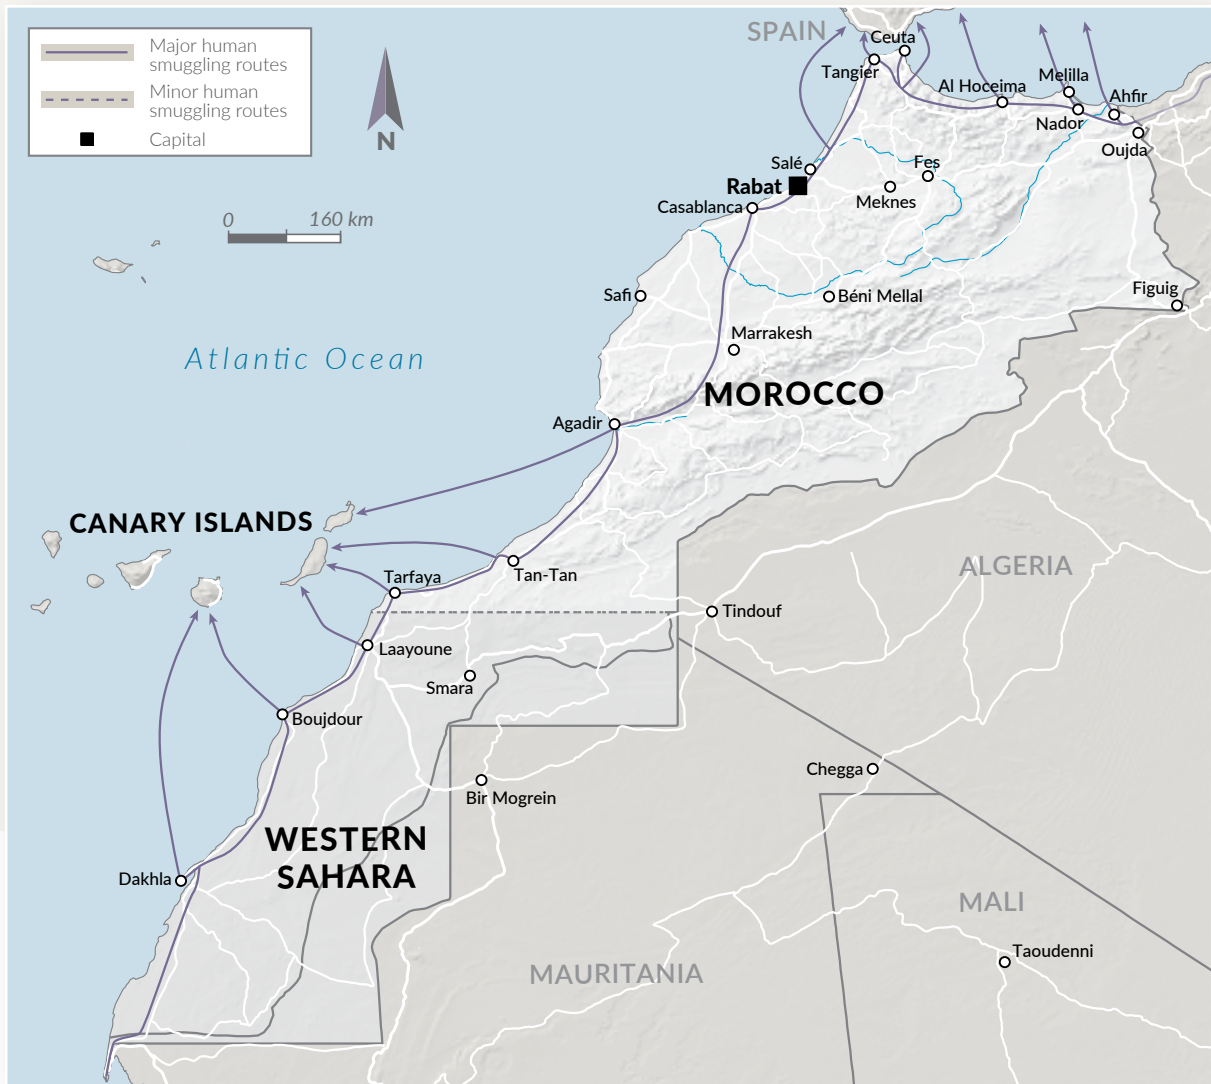 Major human
smuggling routes
Minor human
smuggling routes
Capital
N
0 160 km
SPAIN
Ceuta
Tangier
Al Hoceima
Melilla
Ahfir
Nador
Oujda
Salé
Rabat
Fes
Meknes
Casablanca
Safi
Béni Mellal
Figuig
Marrakesh
Atlantic Ocean
MOROCCO
Agadir
CANARY ISLANDS
Tan-Tan
Tarfaya
ALGERIA
Tindouf
Laayoune
Smara
Boujdour
Chegga
Bir Mogrein
WESTERN
SAHARA
Dakhla
MALI
Taoudenni
MAURITANIA